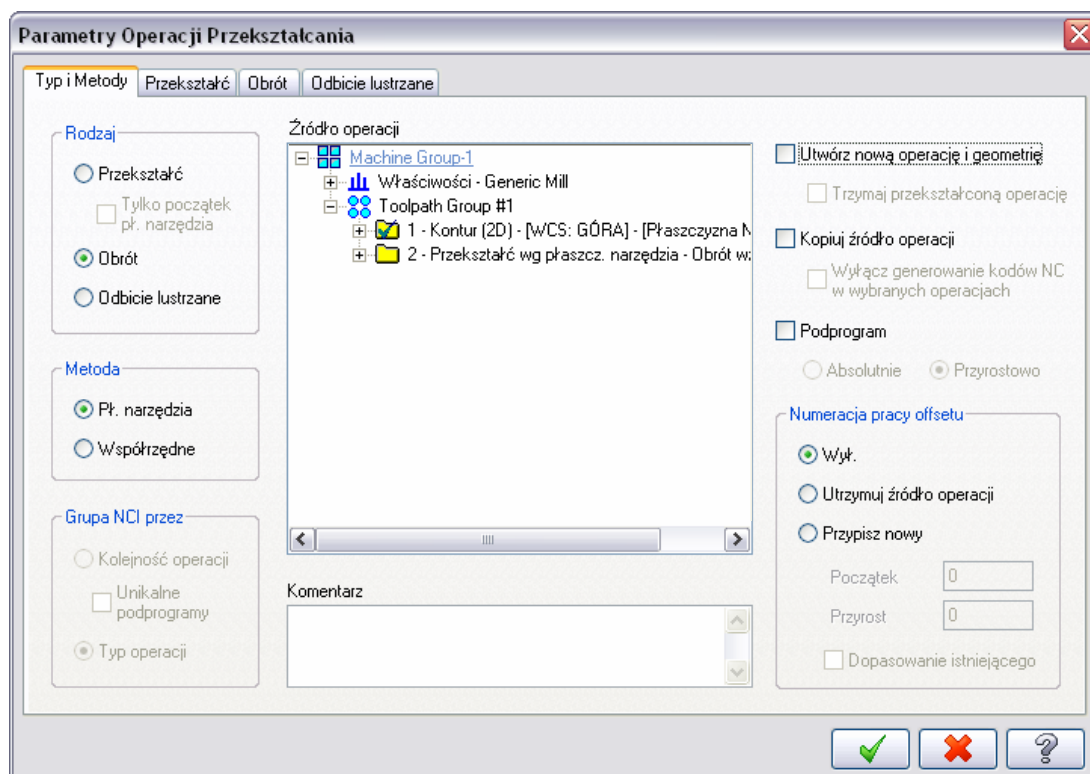 Parametry Operacji Przekształcania
Typ i Metody
Przekształć
Obrót
Odbicie lustrzane
Rodzaj
Przekształć
Tylko początek
pł. narzędzia
Obrót
Odbicie lustrzane
Metoda
Pł. narzędzia
Współrzędne
Grupa NCI przez
Kolejność operacji
Unikalne
podprogramy
Typ operacji
Źródło operacji
Machine Group-1
Właściwości - Generic Mill
Toolpath Group #1
1 - Kontur (2D) - [WCS: GÓRA] - [Płaszczyzna N
2 - Przekształć wg płaszcz. narzędzia - Obrót wz
Komentarz
Utwórz nową operację i geometrię
Trzymaj przekształconą operację
Kopiuj źródło operacji
Wyłącz generowanie kodów NC
w wybranych operacjach
Podprogram
Absolutnie
Przyrostowo
Numeracja pracy offsetu
Wył.
Utrzymuj źródło operacji
Przypisz nowy
Początek
0
Przyrost
0
Dopasowanie istniejącego